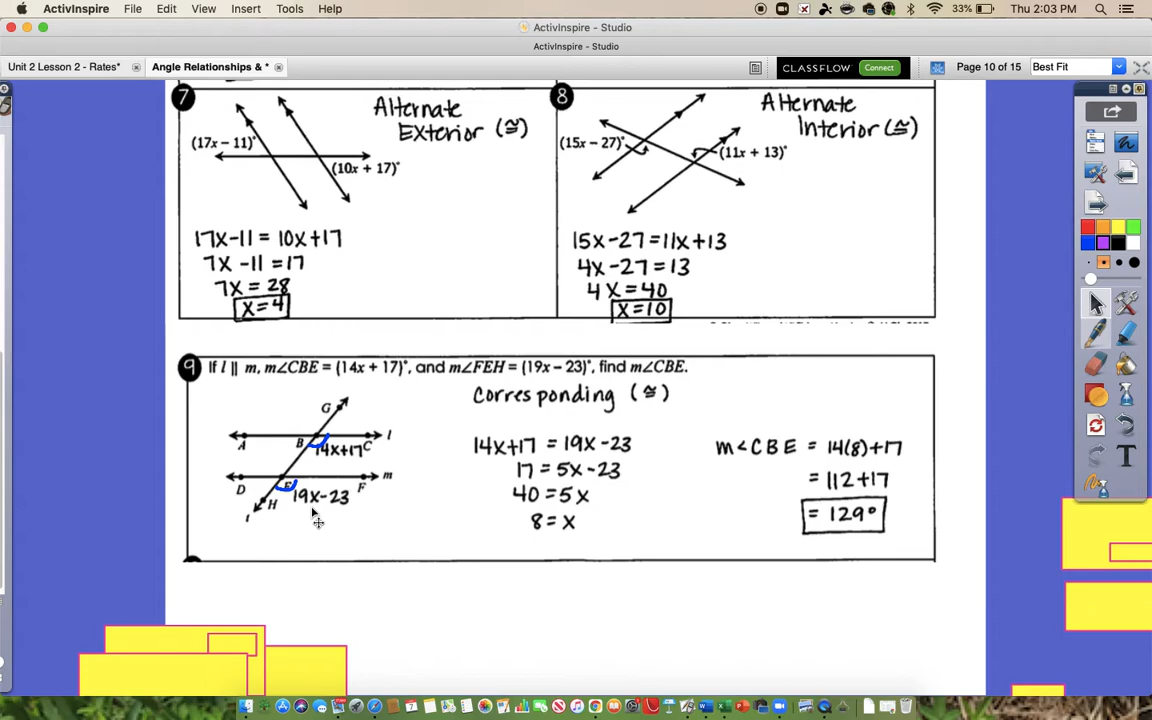 ActivInspire File Edit View Insert Tools Help
33% Thu 2:03 PM
ActivInspire - Studio
ActivInspire - Studio
Unit 2 Lesson 2 - Rates*
Angle Relationships & *
CLASSFLOW Connect
Page 10 of 15
Best Fit
7
Alternate
Exterior (≅)
(17x – 11)°
(10x + 17)°
17x-11 = 10x+17
7x -11 = 17
7x = 28
x=4
8
Alternate
Interior (≅)
(15x – 27)°
(11x + 13)°
15x-27=11x+13
4x-27=13
4x=40
x=10
9 If l || m, m∠CBE = (14x + 17)°, and m∠FEH = (19x – 23)°, find m∠CBE.
G
A B C l
14x+17
D E F m
19x-23
H
t
Corresponding (≅)
14x+17 = 19x-23
17 = 5x-23
40 = 5x
8 = x
m∠CBE = 14(8)+17
= 112+17
= 129°